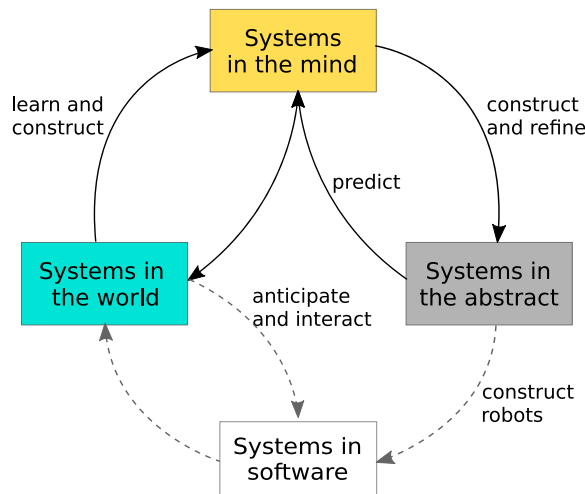 Systems
in the mind
learn and
construct
construct
and refine
predict
Systems in
the world
Systems in
the abstract
anticipate
and interact
construct
robots
Systems in
software